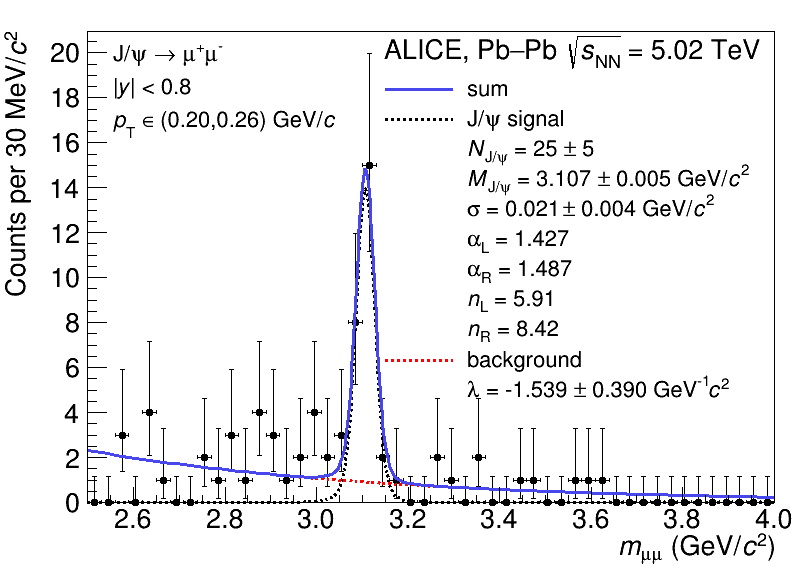 Counts per 30 MeV/c²
20
18
16
14
12
10
8
6
4
2
0
J/ψ → μ⁺μ⁻
|y| < 0.8
p_T ∈ (0.20,0.26) GeV/c
ALICE, Pb–Pb √s_NN = 5.02 TeV
sum
J/ψ signal
N_J/ψ = 25 ± 5
M_J/ψ = 3.107 ± 0.005 GeV/c²
σ = 0.021 ± 0.004 GeV/c²
α_L = 1.427
α_R = 1.487
n_L = 5.91
n_R = 8.42
background
λ = -1.539 ± 0.390 GeV⁻¹c²
2.6 2.8 3.0 3.2 3.4 3.6 3.8 4.0
m_μμ (GeV/c²)